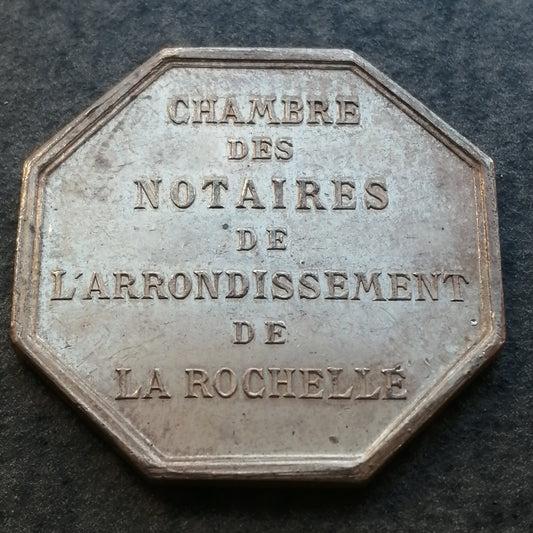 CHAMBRE
DES
NOTAIRES
DE
L'ARRONDISSEMENT
DE
LA ROCHELLE